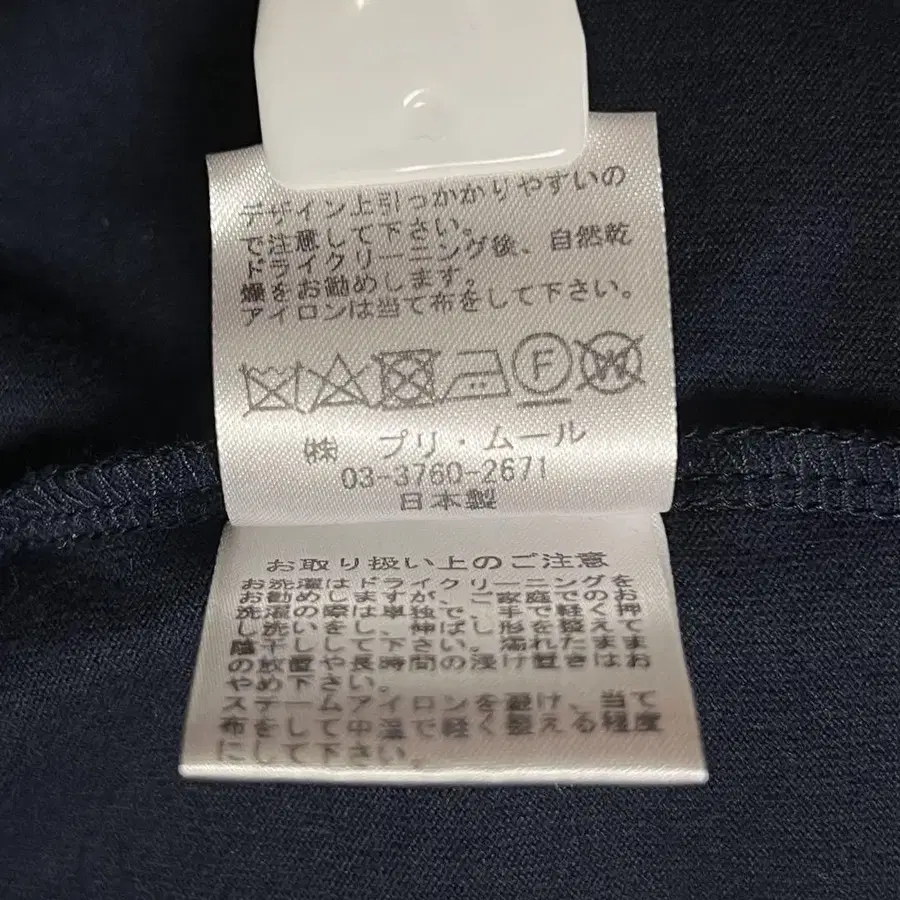 デザイン上引っかかりやすいの
で注意して下さい。
ドライクリーニング後、自然乾
燥をお勧めします。
アイロンは当て布をして下さい。
F W
㈱ プリ・ムール
03-3760-2671
日本製
お取り扱い上のご注意
お洗濯はドライクリーニングを
お勧めしますが、ご家庭でのお
洗濯の際は単独で、手で軽く押
し洗いをし、伸ばし形を整えて
陰干しして下さい。濡れたまま
の放置や長時間の浸け置きはお
やめ下さい。
スチームアイロンを避け、当て
布をして中温で軽く整える程度
にして下さい。